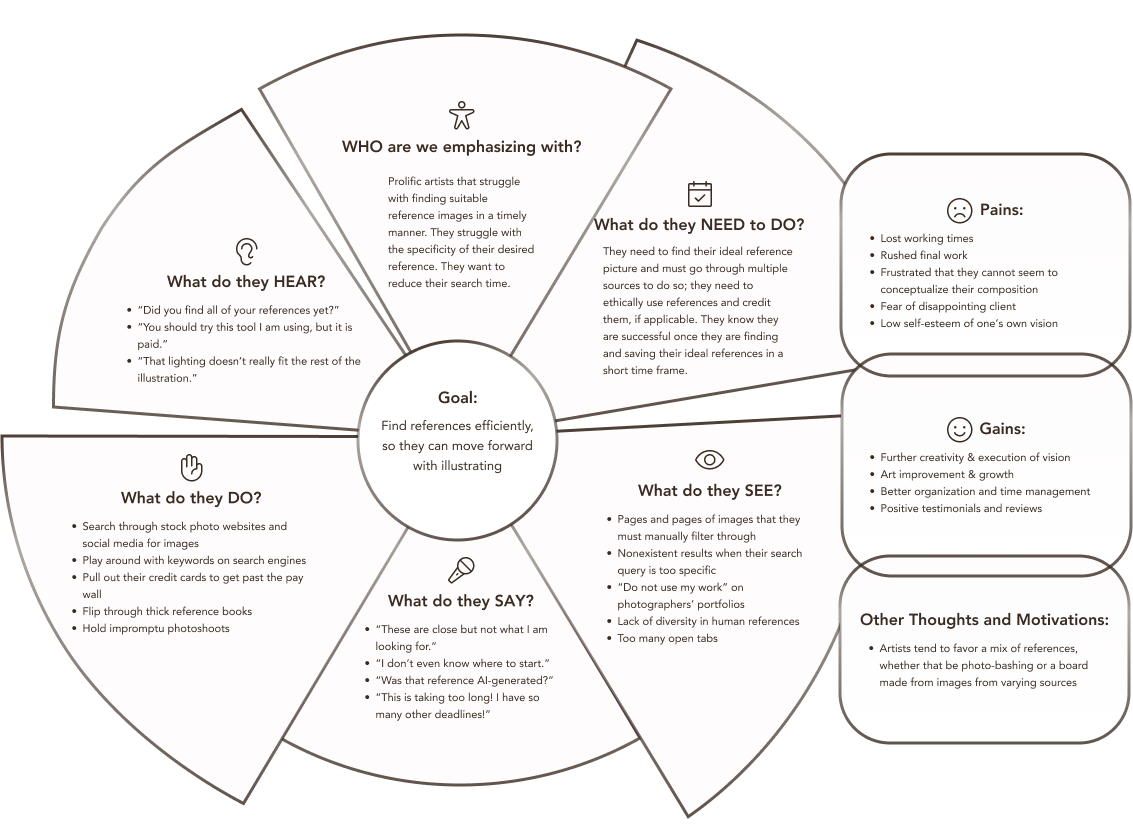 WHO are we emphasizing with?
Prolific artists that struggle
with finding suitable
reference images in a timely
manner. They struggle with
the specificity of their desired
reference. They want to
reduce their search time.
What do they NEED to DO?
They need to find their ideal reference
picture and must go through multiple
sources to do so; they need to
ethically use references and credit
them, if applicable. They know they
are successful once they are finding
and saving their ideal references in a
short time frame.
What do they HEAR?
• “Did you find all of your references yet?”
• “You should try this tool I am using, but it is
paid.”
• “That lighting doesn’t really fit the rest of the
illustration.”
Goal:
Find references efficiently,
so they can move forward
with illustrating
What do they DO?
• Search through stock photo websites and
social media for images
• Play around with keywords on search engines
• Pull out their credit cards to get past the pay
wall
• Flip through thick reference books
• Hold impromptu photoshoots
What do they SAY?
• “These are close but not what I am
looking for.”
• “I don’t even know where to start.”
• “Was that reference AI-generated?”
• “This is taking too long! I have so
many other deadlines!”
What do they SEE?
• Pages and pages of images that they
must manually filter through
• Nonexistent results when their search
query is too specific
• “Do not use my work” on
photographers’ portfolios
• Lack of diversity in human references
• Too many open tabs
Pains:
• Lost working times
• Rushed final work
• Frustrated that they cannot seem to
conceptualize their composition
• Fear of disappointing client
• Low self-esteem of one’s own vision
Gains:
• Further creativity & execution of vision
• Art improvement & growth
• Better organization and time management
• Positive testimonials and reviews
Other Thoughts and Motivations:
• Artists tend to favor a mix of references,
whether that be photo-bashing or a board
made from images from varying sources